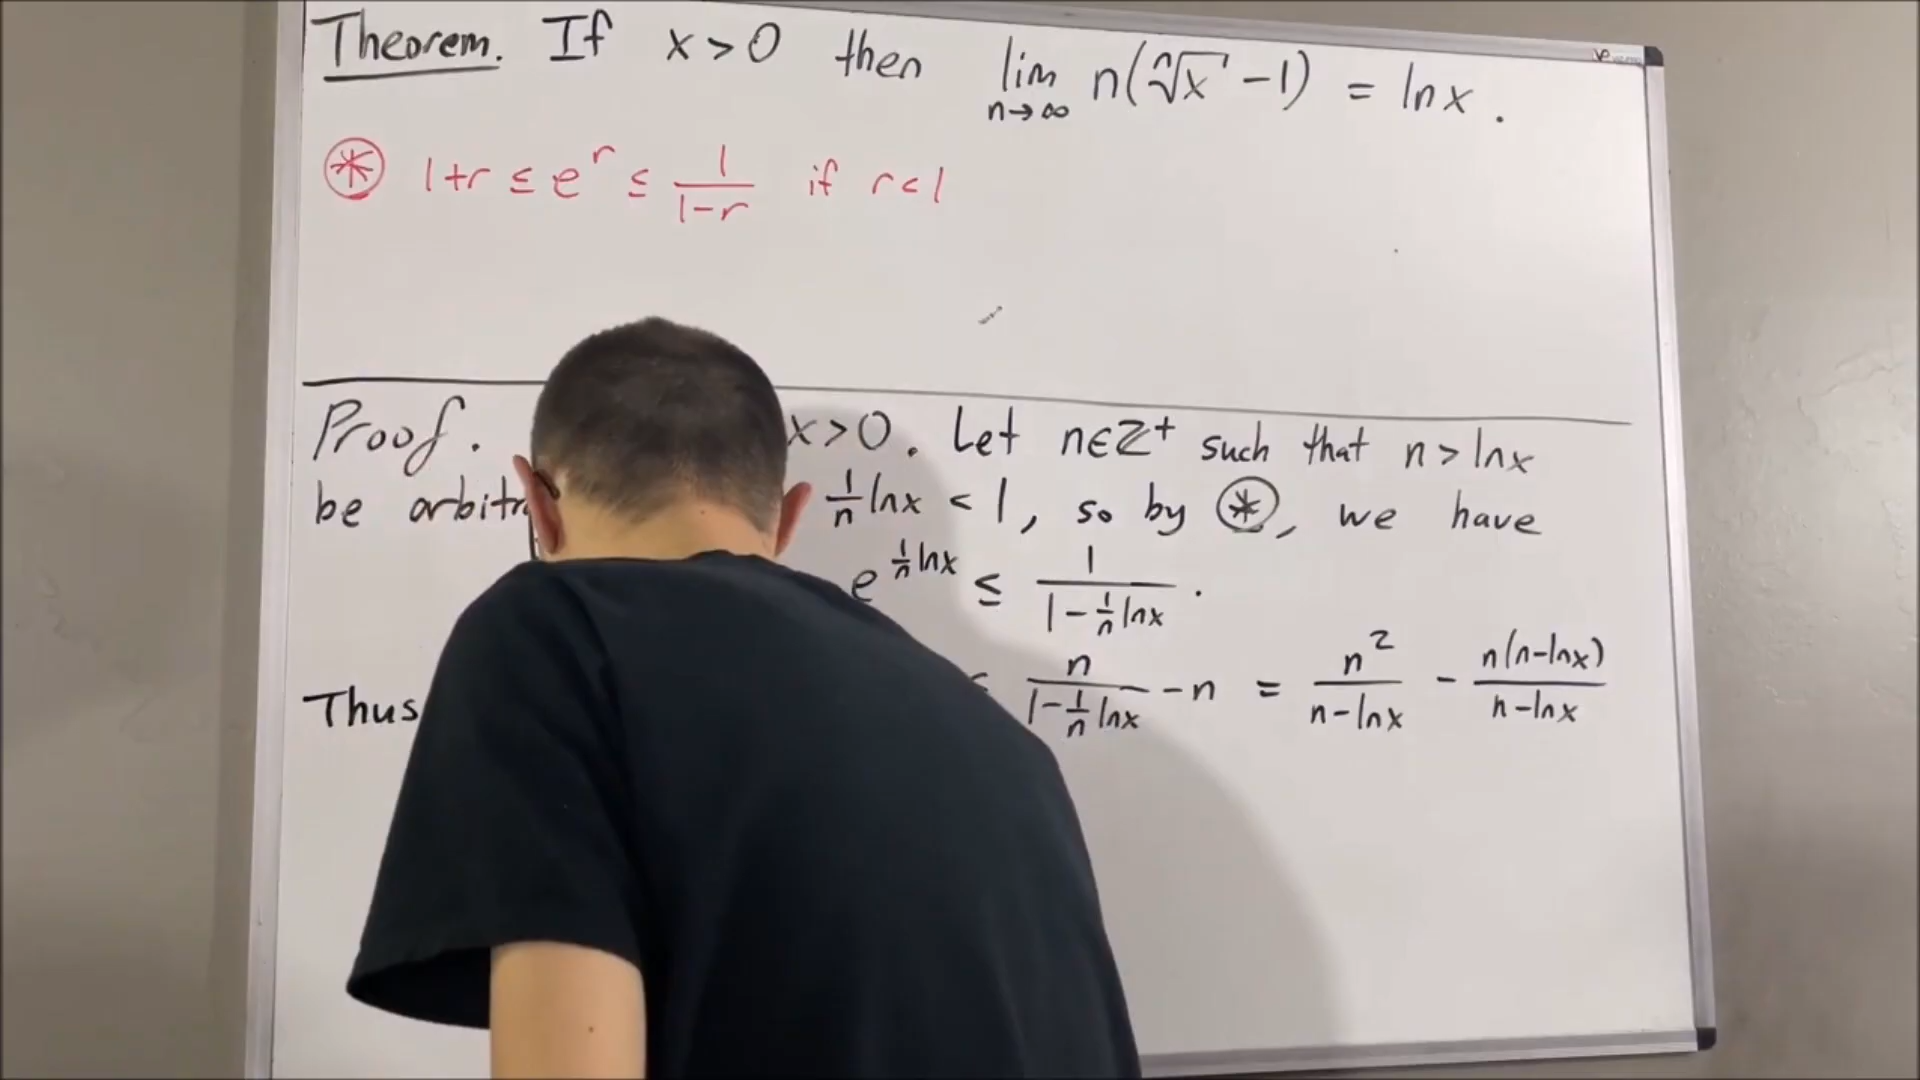 Theorem. If x > 0 then lim n→∞ n(ⁿ√x - 1) = ln x .
⊛ 1+r ≤ e^r ≤ 1/(1-r) if r < 1
Proof. x > 0 . Let n ∈ ℤ⁺ such that n > ln x
be 1/n ln x < 1 , so by ⊛, we have
e^(1/n ln x) ≤ 1/(1 - 1/n ln x) .
Thus n/(1 - 1/n ln x) - n = n²/(n - ln x) - n(n - ln x)/(n - ln x)